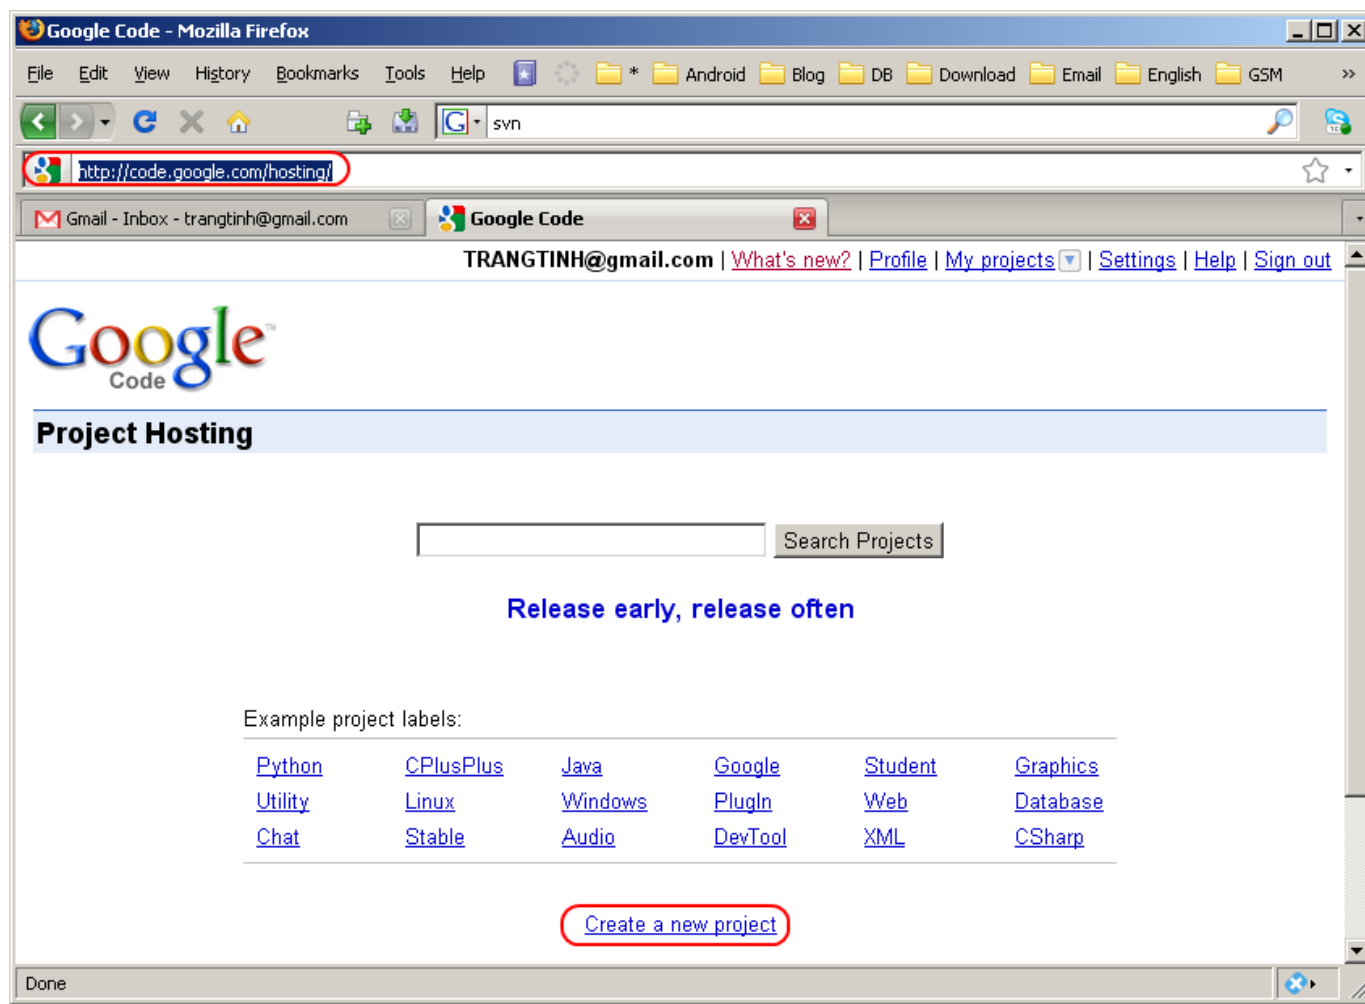 Google Code - Mozilla Firefox
File Edit View History Bookmarks Tools Help * Android Blog DB Download Email English GSM »
G svn
http://code.google.com/hosting/
Gmail - Inbox - trangtinh@gmail.com Google Code
TRANGTINH@gmail.com | What's new? | Profile | My projects | Settings | Help | Sign out
Google™
Code
Project Hosting
Search Projects
Release early, release often
Example project labels:
Python CPlusPlus Java Google Student Graphics
Utility Linux Windows PlugIn Web Database
Chat Stable Audio DevTool XML CSharp
Create a new project
Done